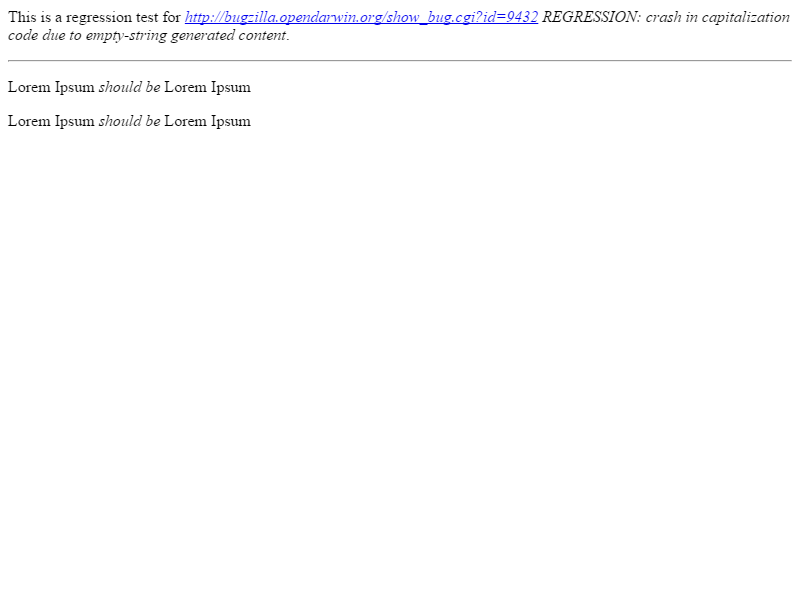 This is a regression test for http://bugzilla.opendarwin.org/show_bug.cgi?id=9432 REGRESSION: crash in capitalization
code due to empty-string generated content.
Lorem Ipsum should be Lorem Ipsum
Lorem Ipsum should be Lorem Ipsum